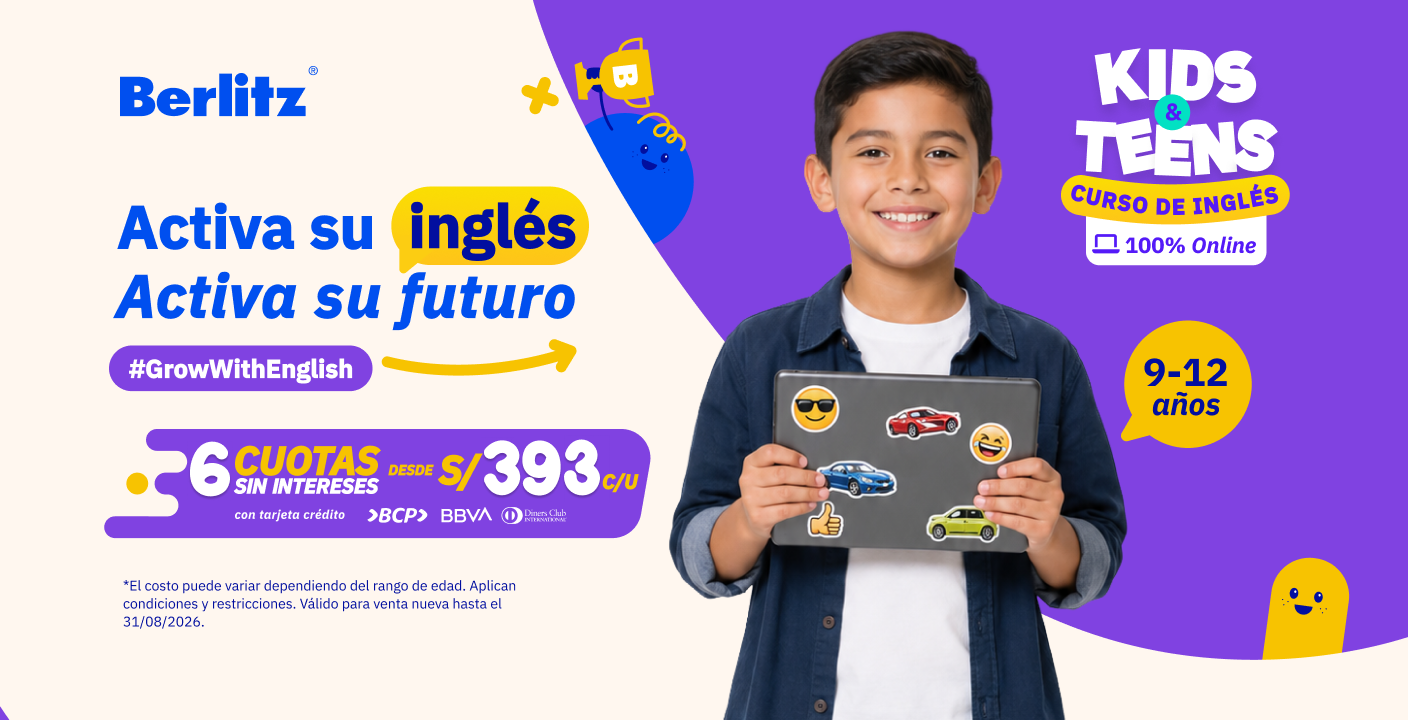 Berlitz®
Activa su inglés
Activa su futuro
#GrowWithEnglish
6 CUOTAS SIN INTERESES DESDE S/393 C/U
con tarjeta crédito BCP BBVA Diners Club INTERNATIONAL
*El costo puede variar dependiendo del rango de edad. Aplican
condiciones y restricciones. Válido para venta nueva hasta el
31/08/2026.
B
KIDS
&
TEENS
CURSO DE INGLÉS
100% Online
9-12
años